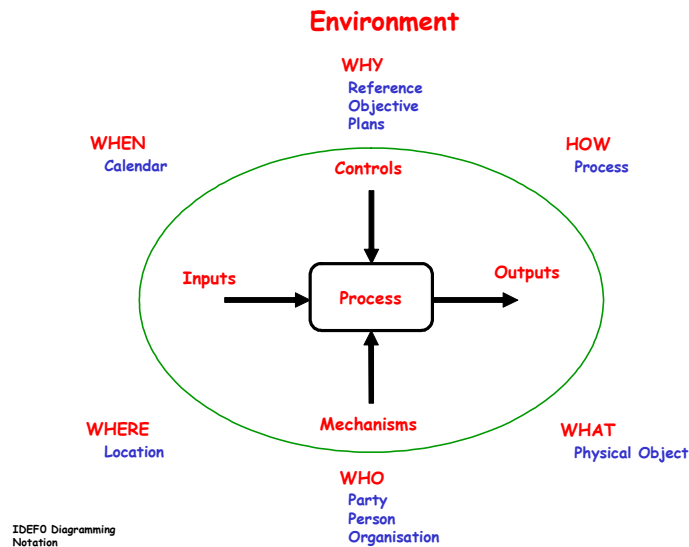 Environment
WHY
Reference
Objective
Plans
WHEN
Calendar
HOW
Process
Controls
Inputs
Outputs
Process
Mechanisms
WHERE
Location
WHAT
Physical Object
WHO
Party
Person
Organisation
IDEF0 Diagramming
Notation